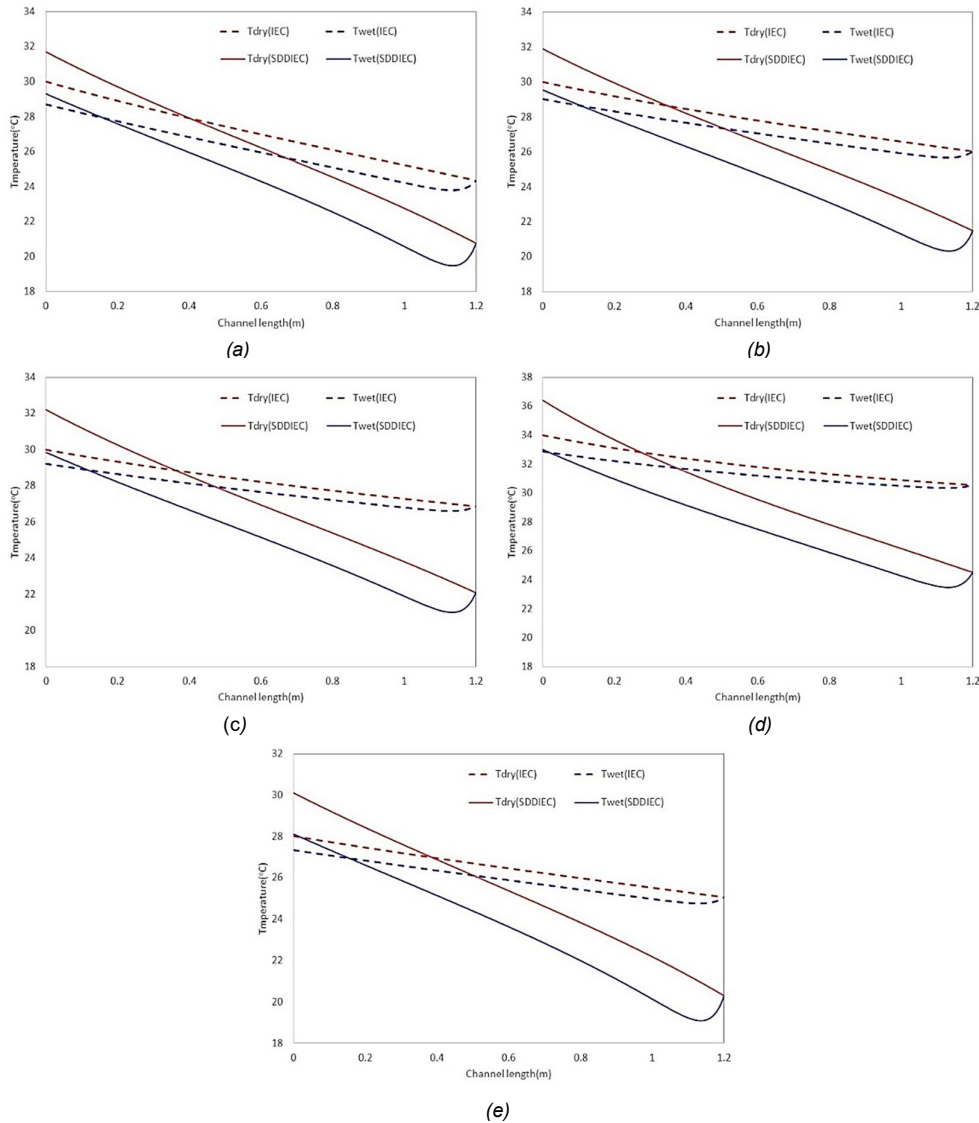 34
32
30
28
26
24
22
20
18
Tmperature(°C)
Tdry(IEC) Twet(IEC)
Tdry(SDDIEC) Twet(SDDIEC)
0 0.2 0.4 0.6 0.8 1 1.2
Channel length(m)
(a)
34
32
30
28
26
24
22
20
18
Tmperature(°C)
Tdry(IEC) Twet(IEC)
Tdry(SDDIEC) Twet(SDDIEC)
0 0.2 0.4 0.6 0.8 1 1.2
Channel length(m)
(b)
34
32
30
28
26
24
22
20
18
Tmperature(°C)
Tdry(IEC) Twet(IEC)
Tdry(SDDIEC) Twet(SDDIEC)
0 0.2 0.4 0.6 0.8 1 1.2
Channel length(m)
(c)
38
36
34
32
30
28
26
24
22
20
18
Tmperature(°C)
Tdry(IEC) Twet(IEC)
Tdry(SDDIEC) Twet(SDDIEC)
0 0.2 0.4 0.6 0.8 1 1.2
Channel length(m)
(d)
32
30
28
26
24
22
20
18
Tmperature(°C)
Tdry(IEC) Twet(IEC)
Tdry(SDDIEC) Twet(SDDIEC)
0 0.2 0.4 0.6 0.8 1 1.2
Channel length(m)
(e)